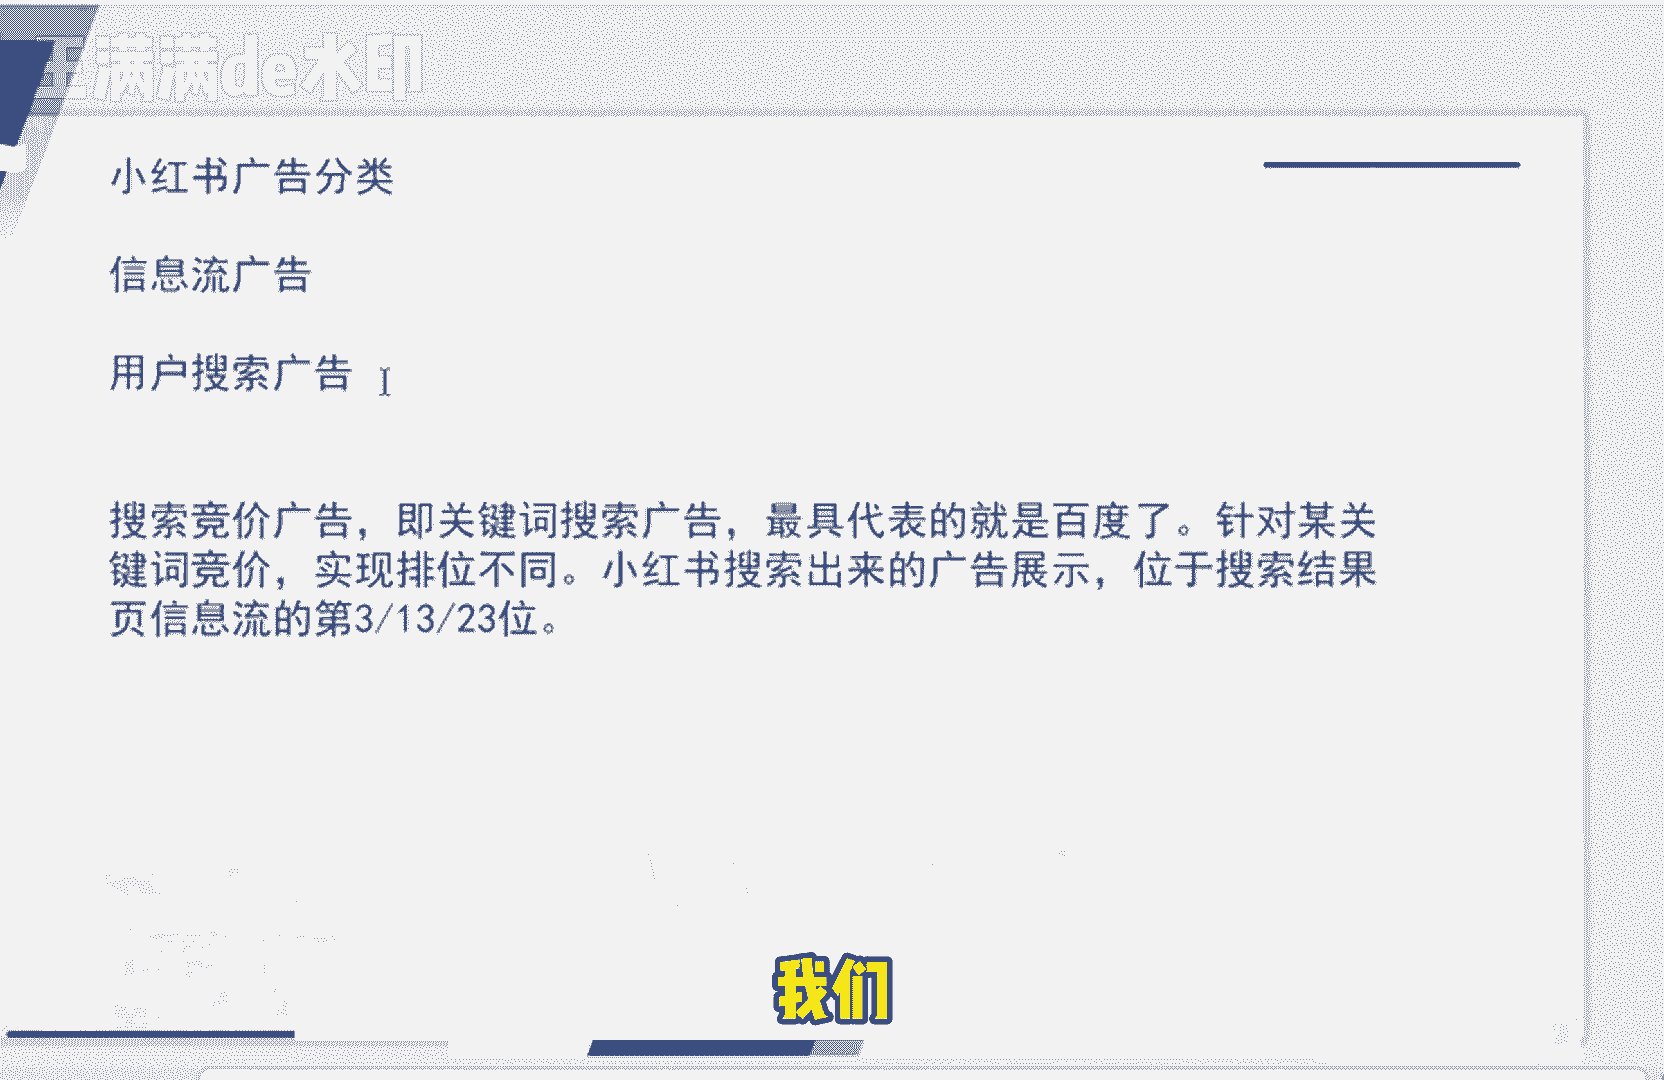 王满满de水印
小红书广告分类
信息流广告
用户搜索广告
搜索竞价广告，即关键词搜索广告，最具代表的就是百度了。针对某关
键词竞价，实现排位不同。小红书搜索出来的广告展示，位于搜索结果
页信息流的第3/13/23位。
我们